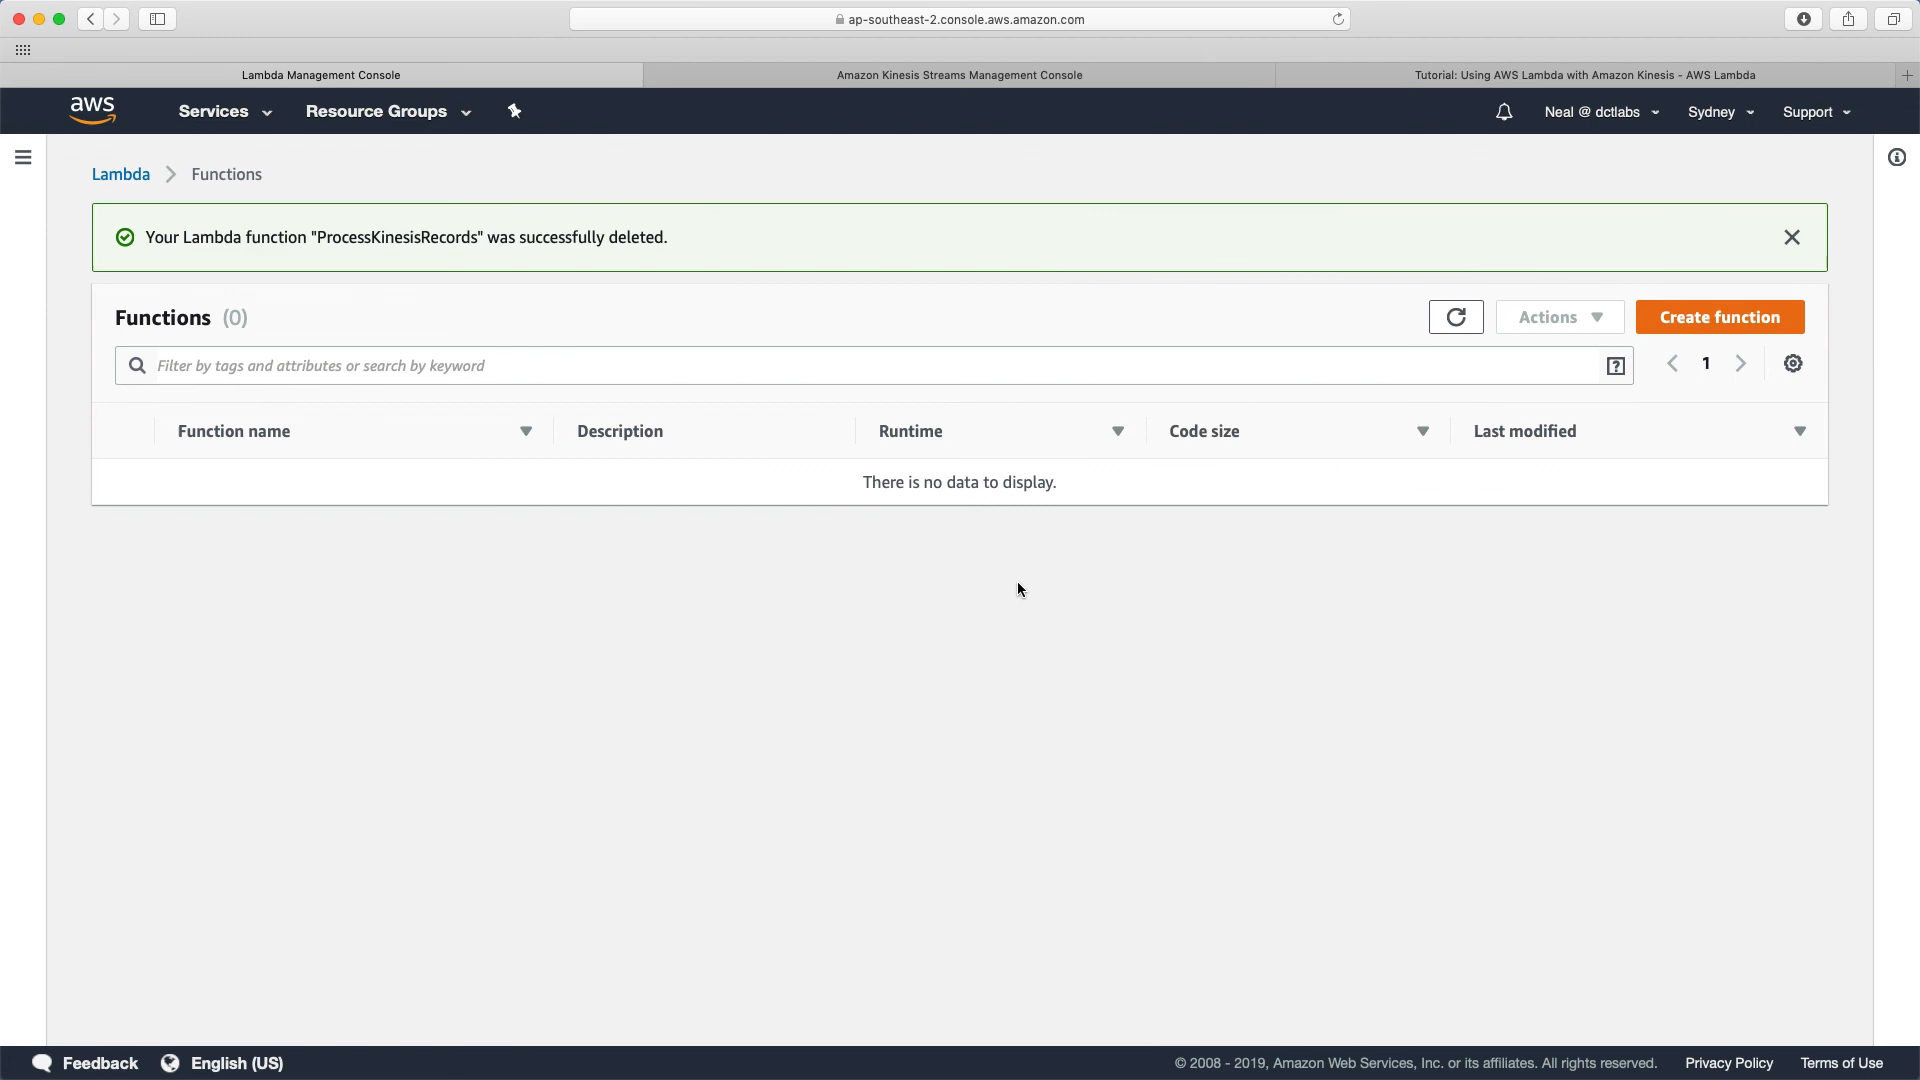 ap-southeast-2.console.aws.amazon.com
Lambda Management Console
Amazon Kinesis Streams Management Console
Tutorial: Using AWS Lambda with Amazon Kinesis - AWS Lambda
aws
Services
Resource Groups
Neal @ dctlabs
Sydney
Support
Lambda
Functions
Your Lambda function "ProcessKinesisRecords" was successfully deleted.
Functions (0)
Actions
Create function
Filter by tags and attributes or search by keyword
1
Function name
Description
Runtime
Code size
Last modified
There is no data to display.
Feedback
English (US)
© 2008 - 2019, Amazon Web Services, Inc. or its affiliates. All rights reserved.
Privacy Policy
Terms of Use